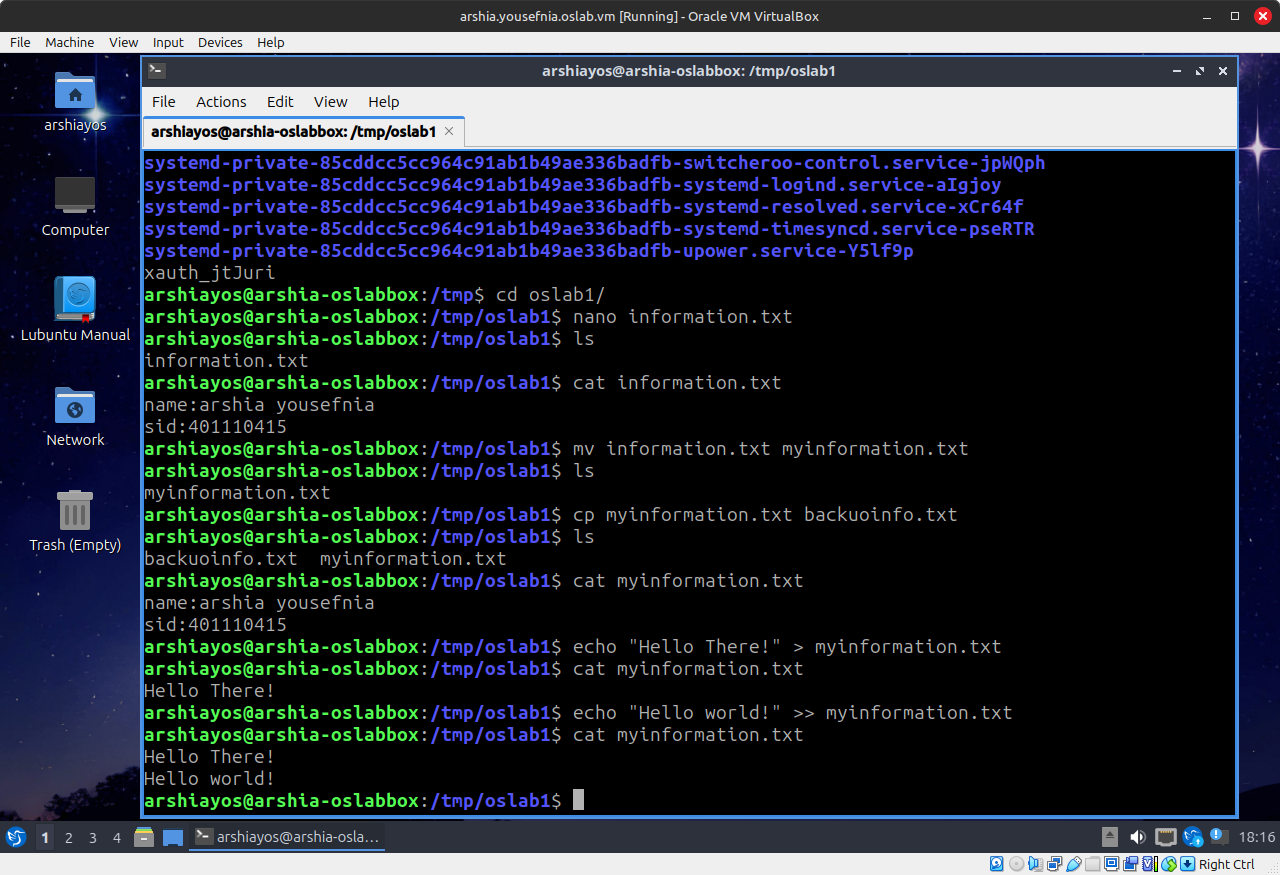 arshia.yousefnia.oslab.vm [Running] - Oracle VM VirtualBox
File Machine View Input Devices Help
arshiayos@arshia-oslabbox: /tmp/oslab1
File Actions Edit View Help
arshiayos@arshia-oslabbox: /tmp/oslab1
arshiayos
Computer
Lubuntu Manual
Network
Trash (Empty)
systemd-private-85cddcc5cc964c91ab1b49ae336badfb-switcheroo-control.service-jpWQph
systemd-private-85cddcc5cc964c91ab1b49ae336badfb-systemd-logind.service-aIgjoy
systemd-private-85cddcc5cc964c91ab1b49ae336badfb-systemd-resolved.service-xCr64f
systemd-private-85cddcc5cc964c91ab1b49ae336badfb-systemd-timesyncd.service-pseRTR
systemd-private-85cddcc5cc964c91ab1b49ae336badfb-upower.service-Y5lf9p
xauth_jtJuri
arshiayos@arshia-oslabbox:/tmp$ cd oslab1/
arshiayos@arshia-oslabbox:/tmp/oslab1$ nano information.txt
arshiayos@arshia-oslabbox:/tmp/oslab1$ ls
information.txt
arshiayos@arshia-oslabbox:/tmp/oslab1$ cat information.txt
name:arshia yousefnia
sid:401110415
arshiayos@arshia-oslabbox:/tmp/oslab1$ mv information.txt myinformation.txt
arshiayos@arshia-oslabbox:/tmp/oslab1$ ls
myinformation.txt
arshiayos@arshia-oslabbox:/tmp/oslab1$ cp myinformation.txt backuoinfo.txt
arshiayos@arshia-oslabbox:/tmp/oslab1$ ls
backuoinfo.txt  myinformation.txt
arshiayos@arshia-oslabbox:/tmp/oslab1$ cat myinformation.txt
name:arshia yousefnia
sid:401110415
arshiayos@arshia-oslabbox:/tmp/oslab1$ echo "Hello There!" > myinformation.txt
arshiayos@arshia-oslabbox:/tmp/oslab1$ cat myinformation.txt
Hello There!
arshiayos@arshia-oslabbox:/tmp/oslab1$ echo "Hello world!" >> myinformation.txt
arshiayos@arshia-oslabbox:/tmp/oslab1$ cat myinformation.txt
Hello There!
Hello world!
arshiayos@arshia-oslabbox:/tmp/oslab1$
1 2 3 4 arshiayos@arshia-osla... 18:16
Right Ctrl